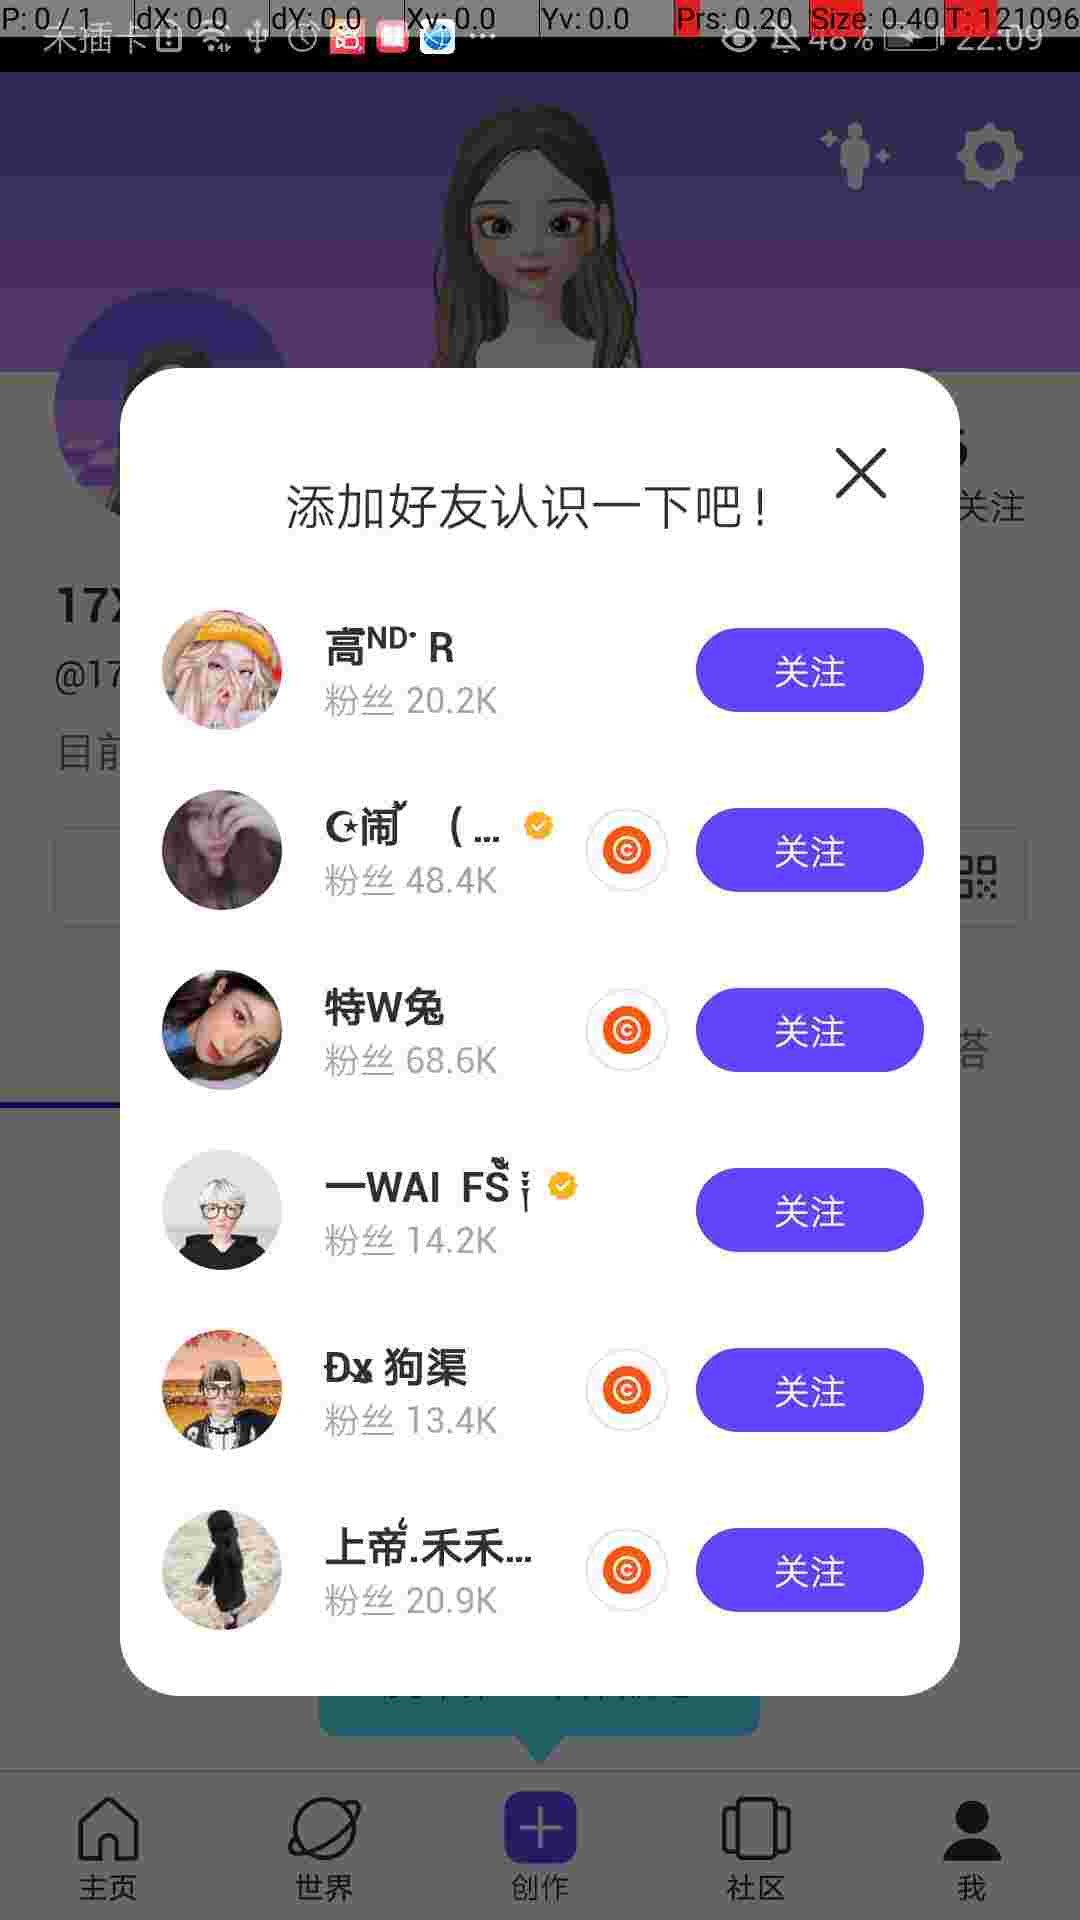 P: 0 / 1 dX: 0.0 dY: 0.0 Xv: 0.0 Yv: 0.0 Prs: 0.20 Size: 0.40 T: 121096
未插卡 48% 22:09
关注
17
@17
目前
添加好友认识一下吧！
高ᴺᴰ· R
粉丝 20.2K
关注
闹 ( ...
粉丝 48.4K
关注
特W兔
粉丝 68.6K
关注
一WAI FS
粉丝 14.2K
关注
Ðҳ 狗渠
粉丝 13.4K
关注
上帝.禾禾...
粉丝 20.9K
关注
主页 世界 创作 社区 我